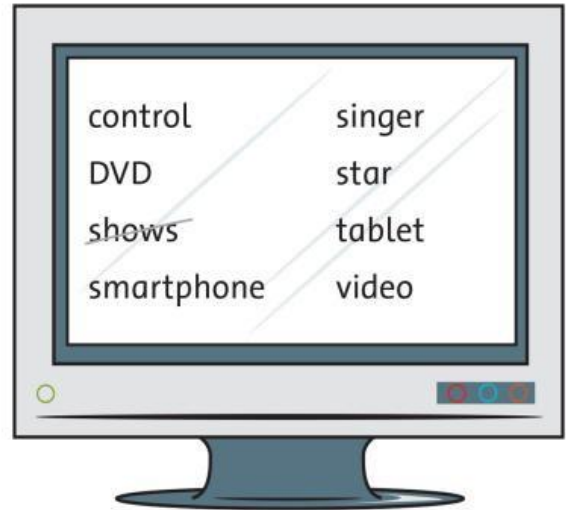 control
DVD
shows
smartphone
singer
star
tablet
video